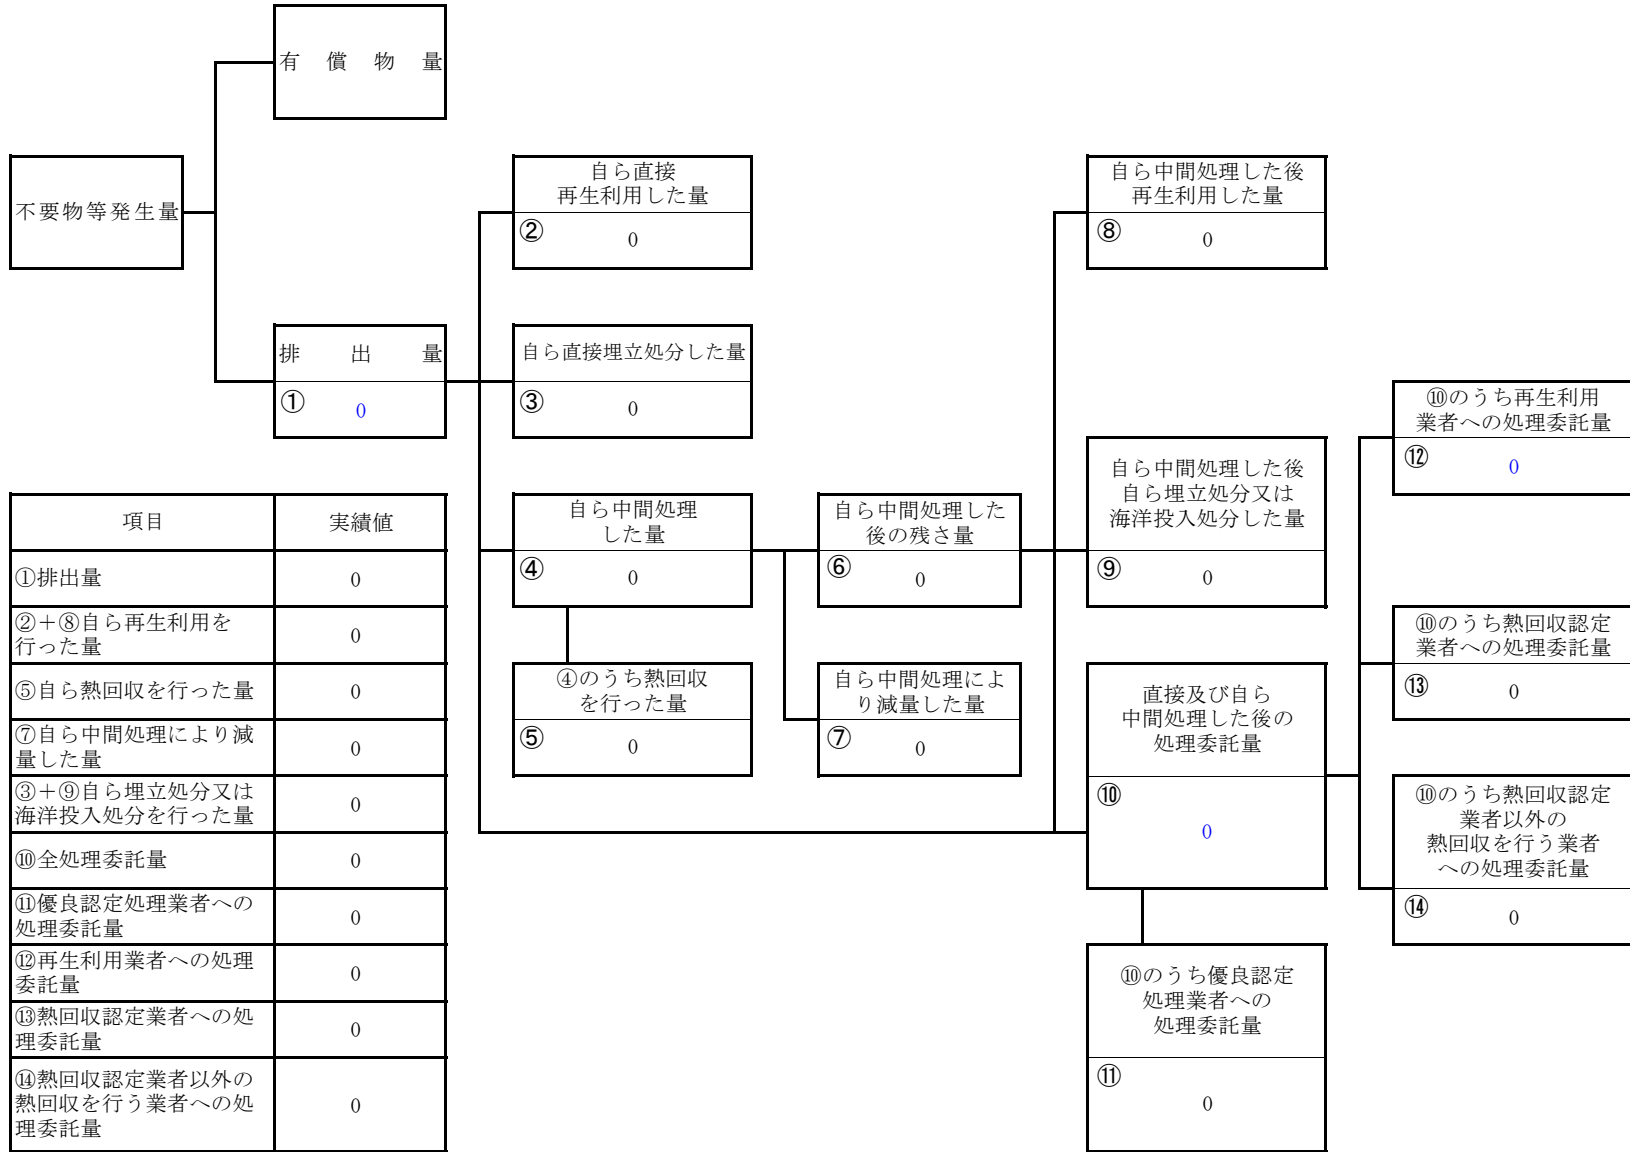 有償物量
不要物等発生量
自ら直接
再生利用した量
② 0
自ら中間処理した後
再生利用した量
⑧ 0
排出量
① 0
自ら直接埋立処分した量
③ 0
⑩のうち再生利用
業者への処理委託量
⑫ 0
自ら中間処理した後
自ら埋立処分又は
海洋投入処分した量
⑨ 0
自ら中間処理
した量
④ 0
自ら中間処理した
後の残さ量
⑥ 0
⑩のうち熱回収認定
業者への処理委託量
⑬ 0
④のうち熱回収
を行った量
⑤ 0
自ら中間処理によ
り減量した量
⑦ 0
直接及び自ら
中間処理した後の
処理委託量
⑩
0
⑩のうち熱回収認定
業者以外の
熱回収を行う業者
への処理委託量
⑭ 0
⑩のうち優良認定
処理業者への
処理委託量
⑪
0
項目 実績値
①排出量 0
②＋⑧自ら再生利用を
行った量 0
⑤自ら熱回収を行った量 0
⑦自ら中間処理により減
量した量 0
③＋⑨自ら埋立処分又は
海洋投入処分を行った量 0
⑩全処理委託量 0
⑪優良認定処理業者への
処理委託量 0
⑫再生利用業者への処理
委託量 0
⑬熱回収認定業者への処
理委託量 0
⑭熱回収認定業者以外の
熱回収を行う業者への処
理委託量 0